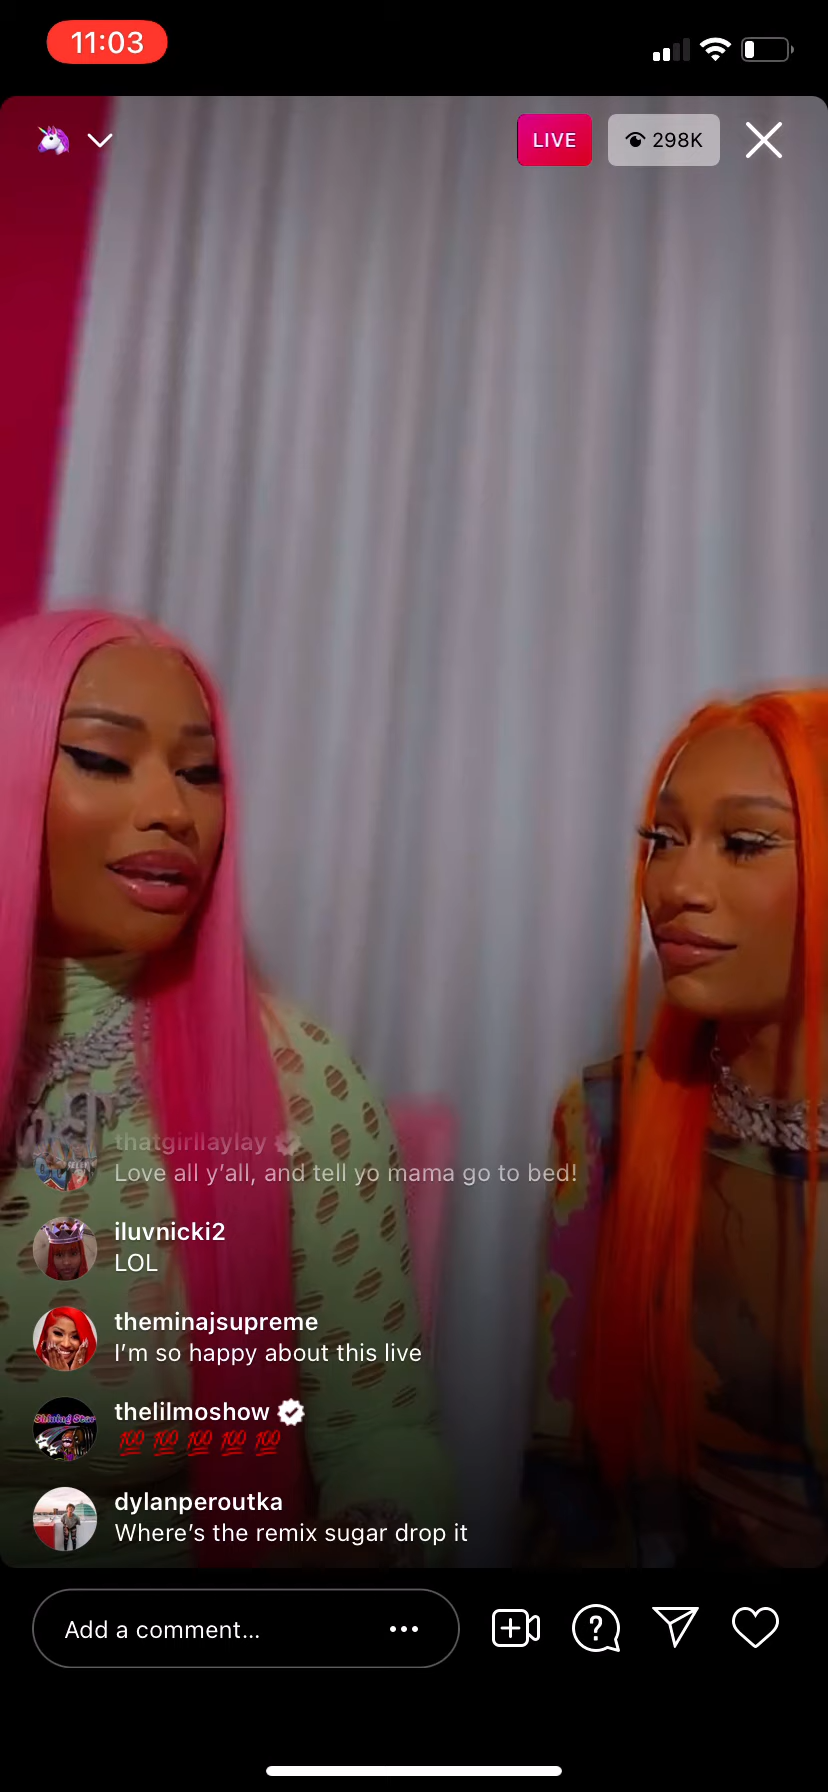 11:03
LIVE
298K
thatgirllaylay
Love all y’all, and tell yo mama go to bed!
iluvnicki2
LOL
theminajsupreme
I’m so happy about this live
thelilmoshow
💯 💯 💯 💯 💯
dylanperoutka
Where’s the remix sugar drop it
Add a comment...